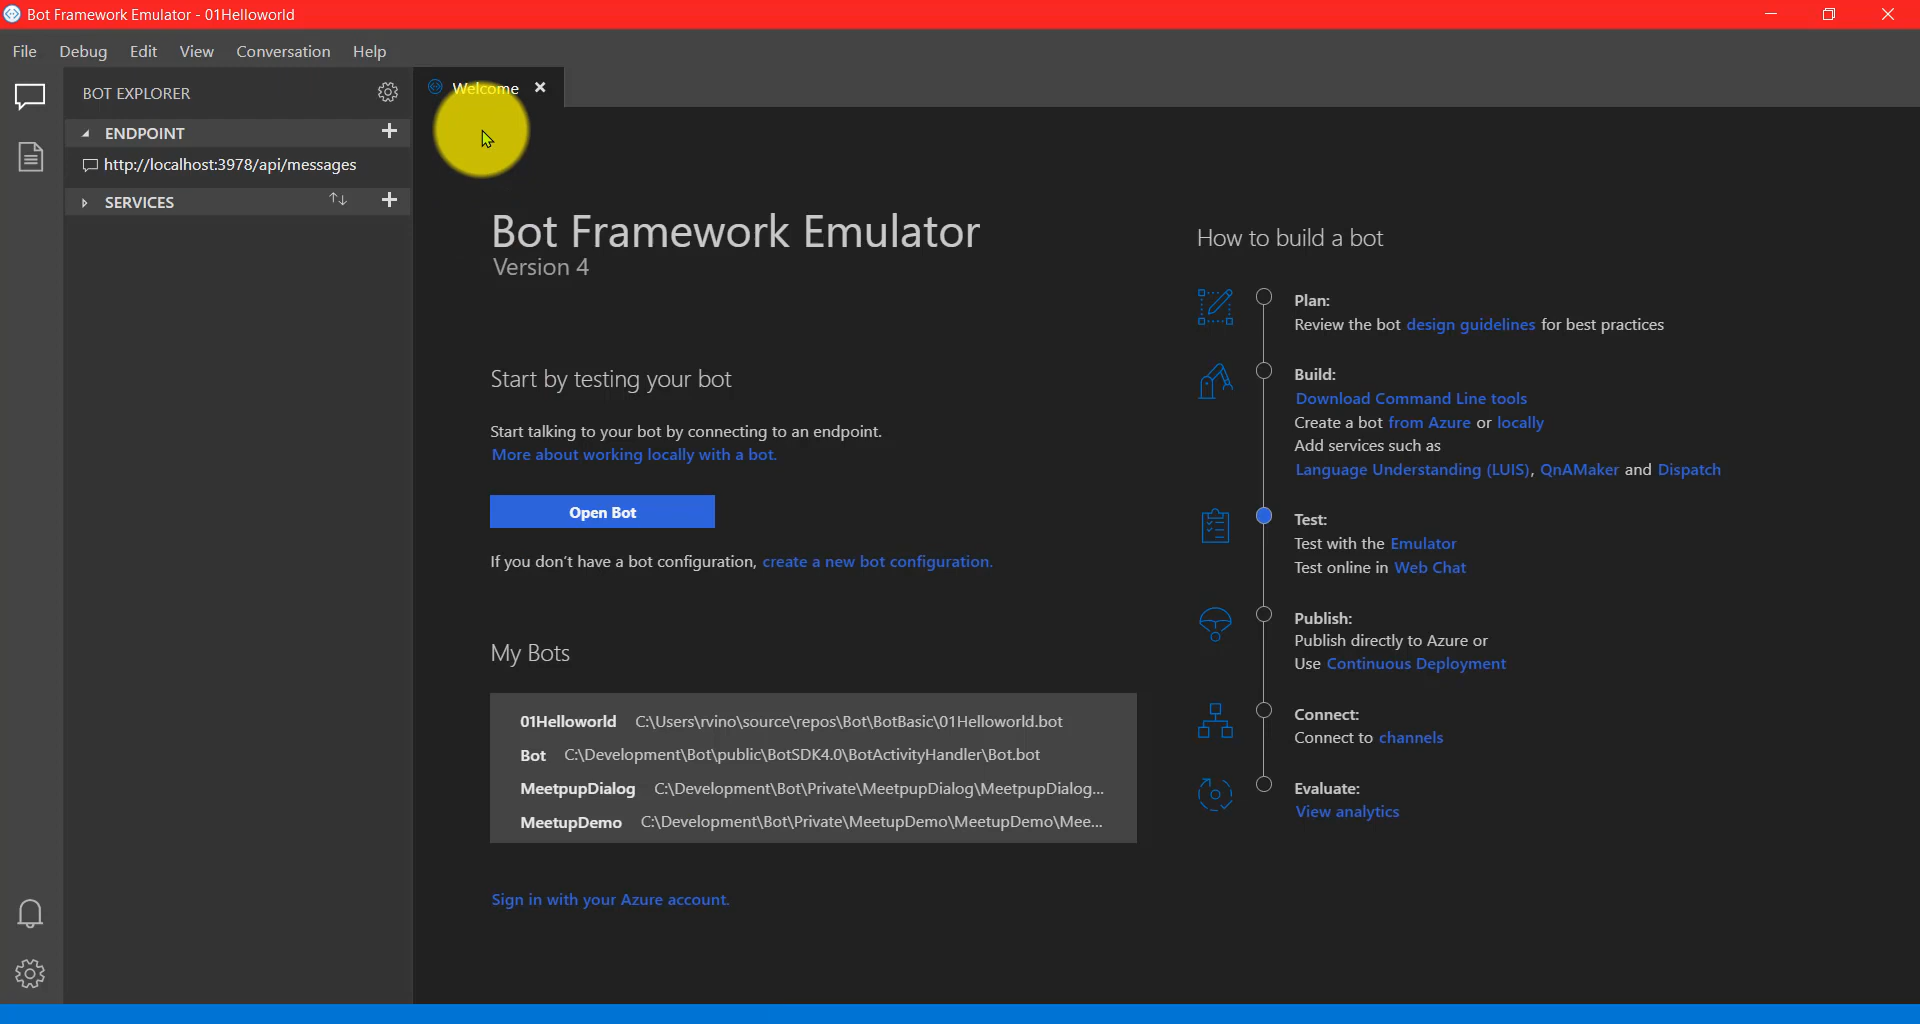 Bot Framework Emulator - 01Helloworld
File Debug Edit View Conversation Help
BOT EXPLORER
ENDPOINT
http://localhost:3978/api/messages
SERVICES
Welcome
Bot Framework Emulator
Version 4
Start by testing your bot
Start talking to your bot by connecting to an endpoint.
More about working locally with a bot.
Open Bot
If you don't have a bot configuration, create a new bot configuration.
My Bots
01Helloworld C:\Users\rvino\source\repos\Bot\BotBasic\01Helloworld.bot
Bot C:\Development\Bot\public\BotSDK4.0\BotActivityHandler\Bot.bot
MeetpupDialog C:\Development\Bot\Private\MeetpupDialog\MeetpupDialog...
MeetupDemo C:\Development\Bot\Private\MeetupDemo\MeetupDemo\Mee...
Sign in with your Azure account.
How to build a bot
Plan:
Review the bot design guidelines for best practices
Build:
Download Command Line tools
Create a bot from Azure or locally
Add services such as
Language Understanding (LUIS), QnAMaker and Dispatch
Test:
Test with the Emulator
Test online in Web Chat
Publish:
Publish directly to Azure or
Use Continuous Deployment
Connect:
Connect to channels
Evaluate:
View analytics